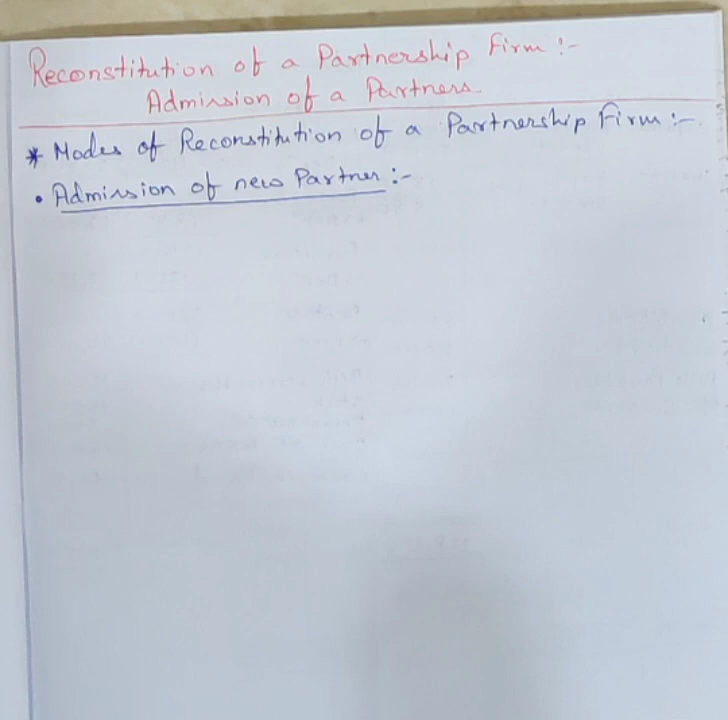 Reconstitution of a Partnership Firm :-
Admission of a Partners
* Modes of Reconstitution of a Partnership Firm :-
• Admission of new Partner :-